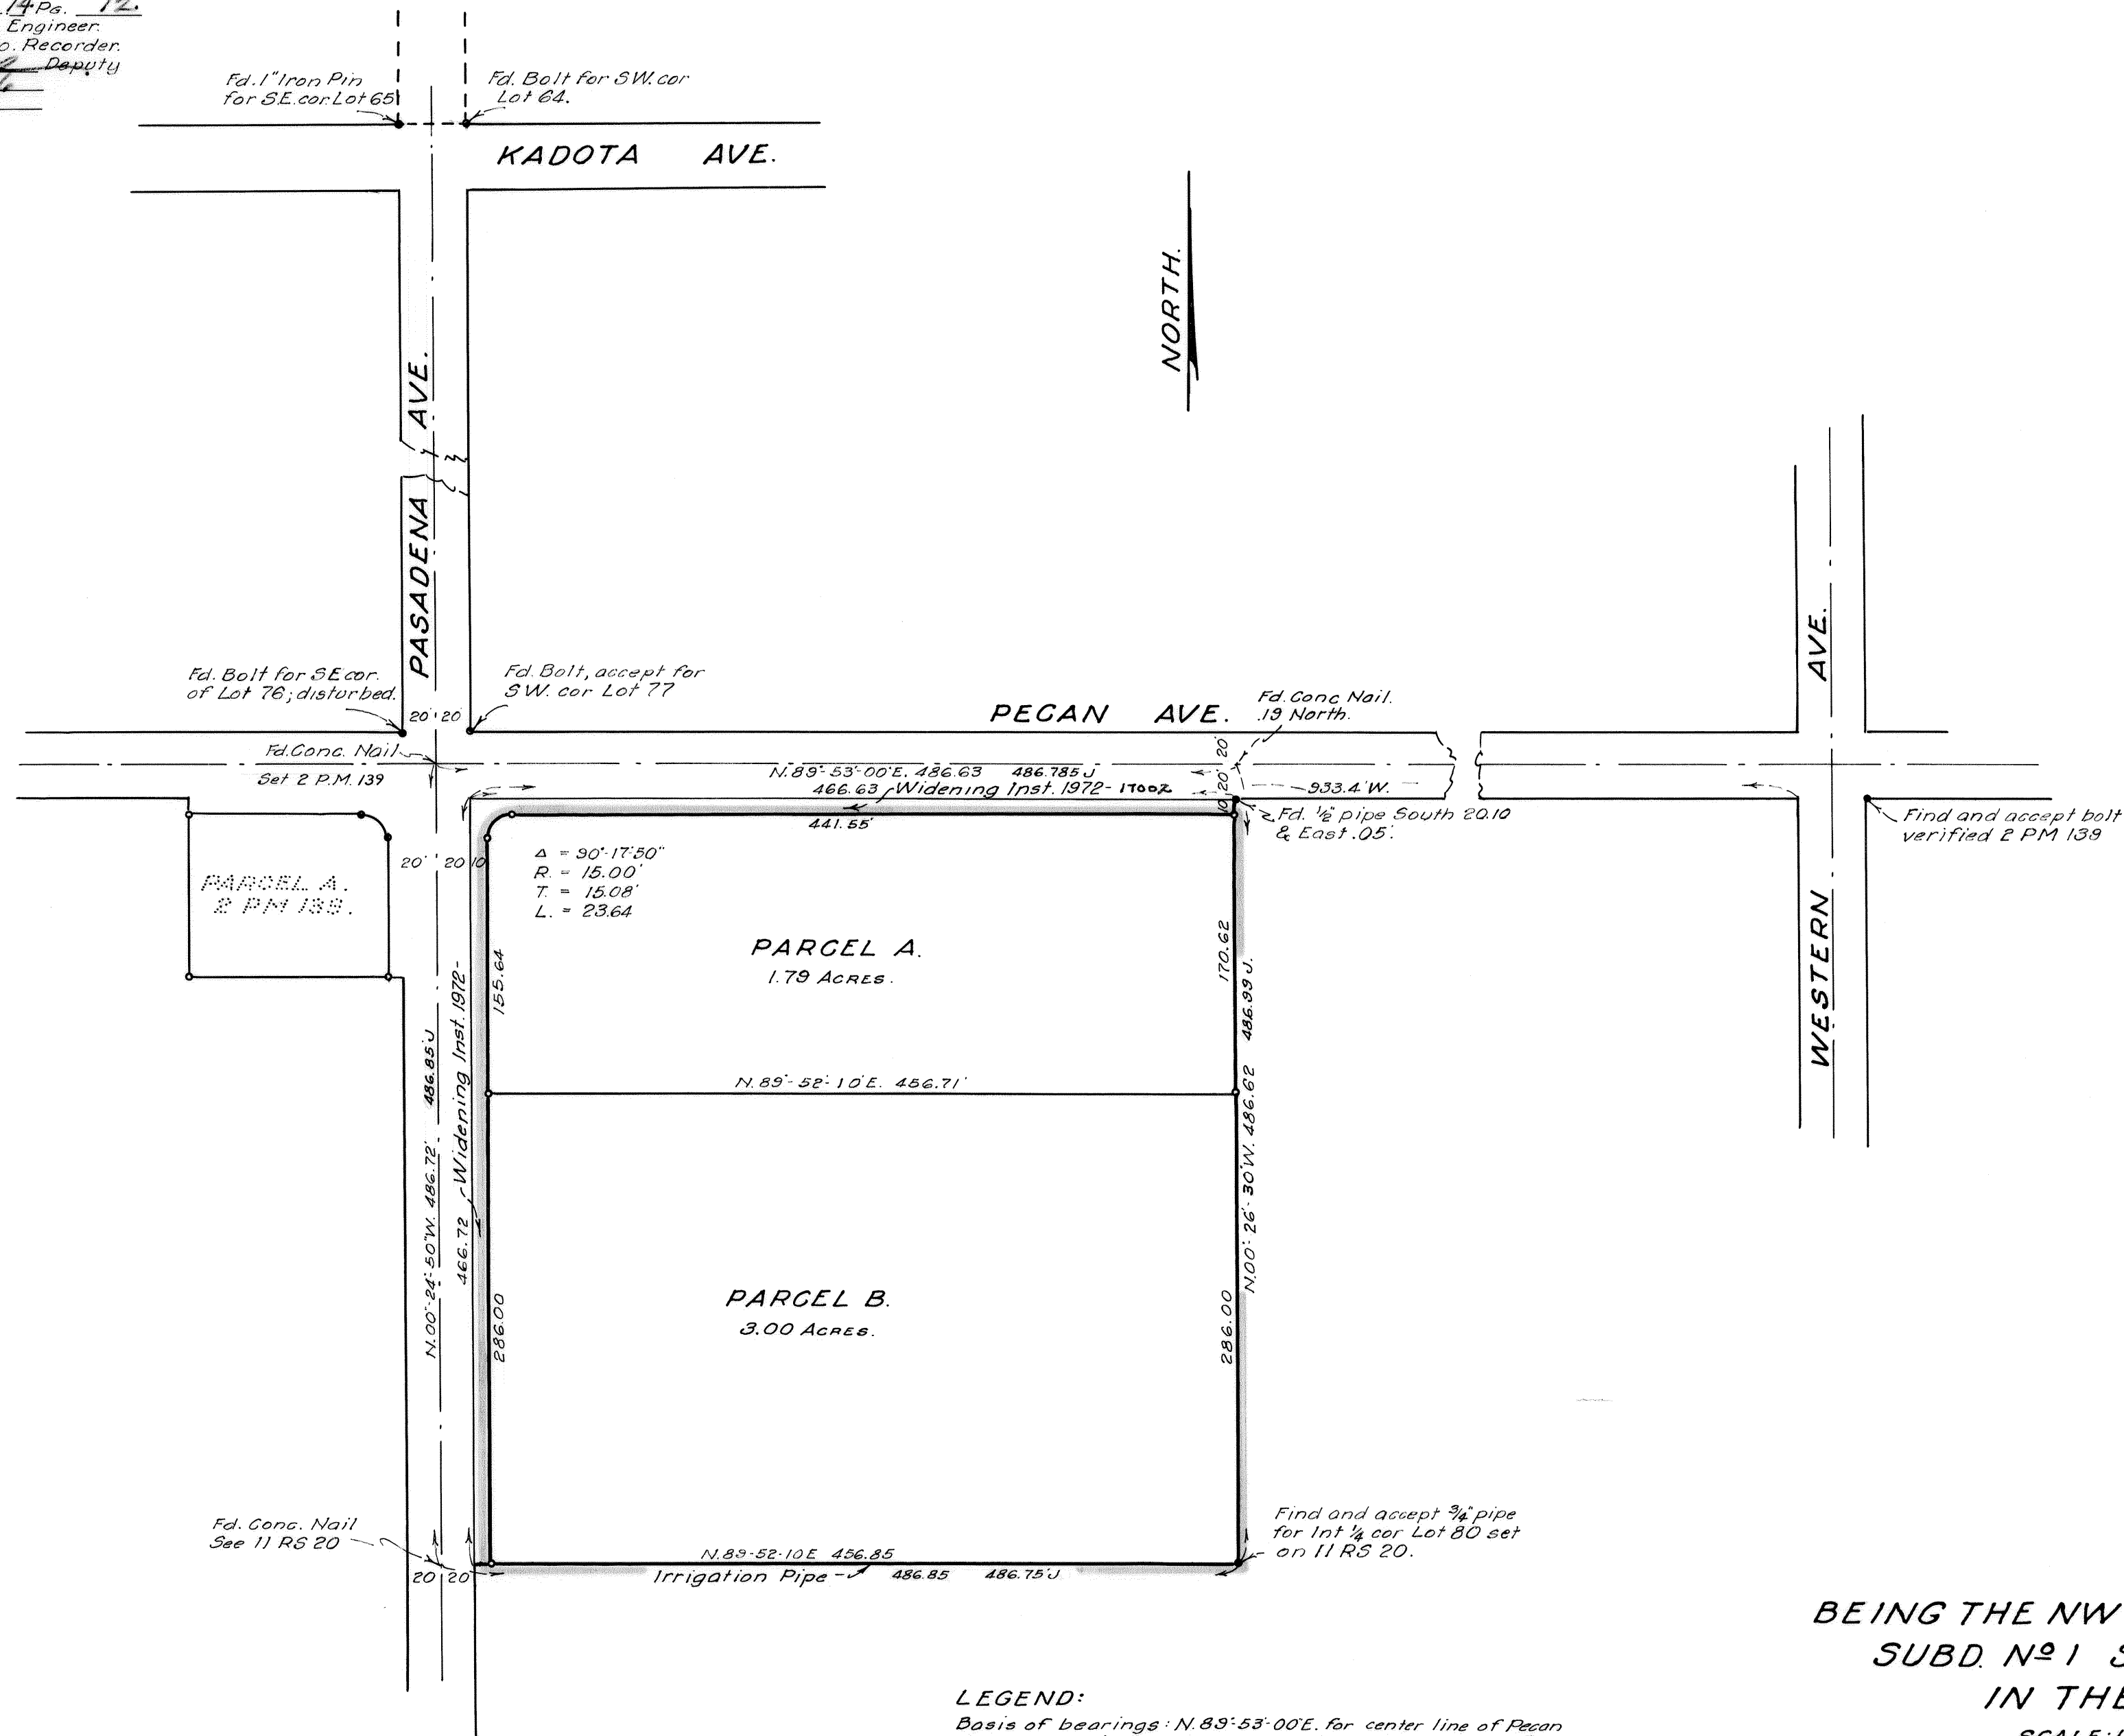 14 Pg. 12.
Engineer.
o. Recorder.
Deputy
Fd. 1" Iron Pin
for S.E. cor. Lot 65
Fd. Bolt for SW. cor
Lot 64.
KADOTA AVE.
NORTH.
PASADENA AVE.
Fd. Bolt for SE cor.
of Lot 76; disturbed.
20' 20'
Fd. Bolt, accept for
SW. cor Lot 77
PECAN AVE.
Fd. Conc Nail.
.19 North.
Fd. Conc. Nail
Set 2 P.M. 139
N. 89°-53'-00"E. 486.63 486.785 J
466.63 Widening Inst. 1972-17002
20'
20'
10'
933.4' W.
441.55'
Fd. ½" pipe South 20.10
& East .05'.
Find and accept bolt
verified 2 PM 139
AVE.
WESTERN
20' 20 10
PARCEL A.
2 PM 139.
Δ = 90°-17'-50"
R. = 15.00'
T. = 15.08'
L. = 23.64
PARCEL A.
1.79 ACRES.
155.64
170.62
486.99 J.
N. 00°-26'-30"W. 486.62
N. 89°-52'-10"E. 456.71'
N. 00°-24'-50"W. 486.72' 486.85 J
466.72 Widening Inst. 1972-
PARCEL B.
3.00 ACRES.
286.00
286.00
Fd. Conc. Nail
See 11 RS 20
20 20
N. 89-52-10 E 456.85
Irrigation Pipe 486.85 486.75' J
Find and accept ¾" pipe
for Int ¼ cor Lot 80 set
on 11 RS 20.
BEING THE NW
SUBD. Nº 1 S
IN THE
LEGEND:
Basis of bearings: N. 89°-53'-00"E. for center line of Pecan